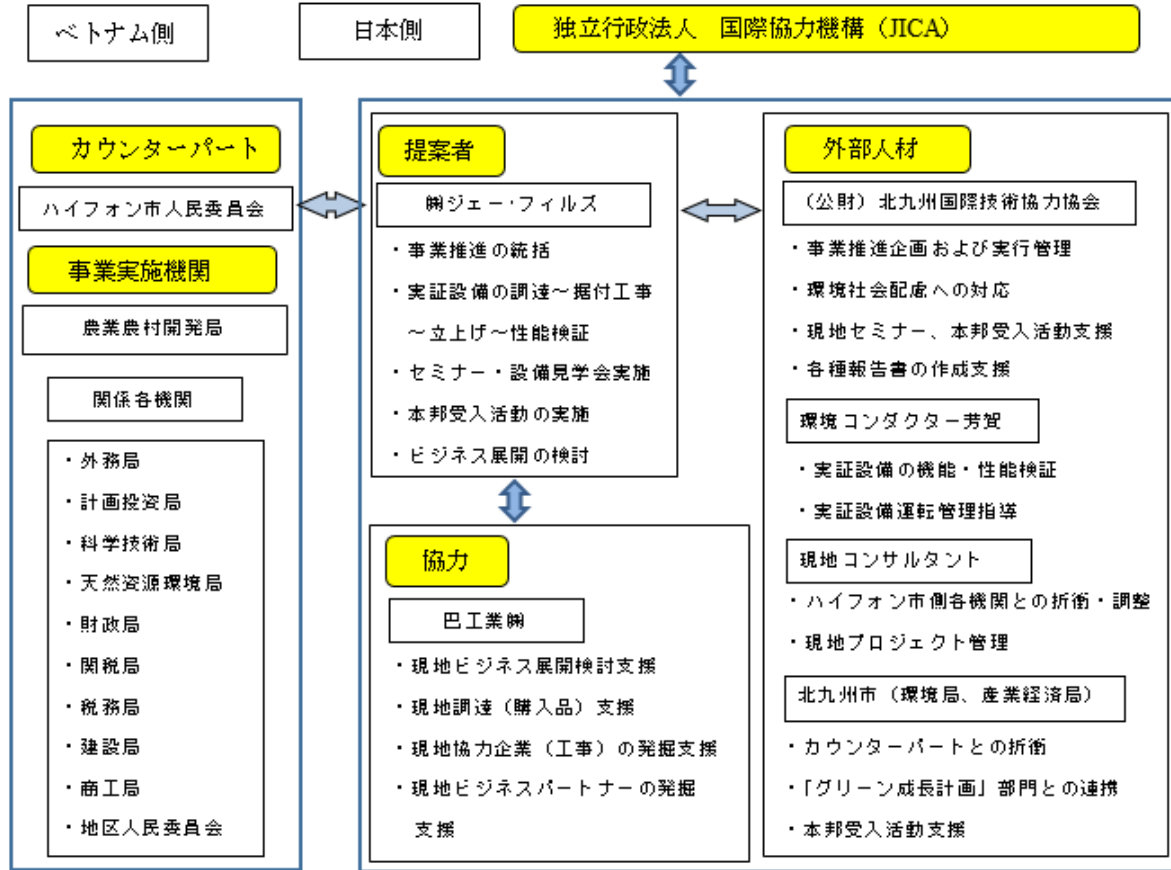 ベトナム側
日本側
独立行政法人 国際協力機構（JICA）
カウンターパート
ハイフォン市人民委員会
事業実施機関
農業農村開発局
関係各機関
・外務局
・計画投資局
・科学技術局
・天然資源環境局
・財政局
・関税局
・税務局
・建設局
・商工局
・地区人民委員会
提案者
㈱ジェー・フィルズ
・事業推進の統括
・実証設備の調達～据付工事
～立上げ～性能検証
・セミナー・設備見学会実施
・本邦受入活動の実施
・ビジネス展開の検討
協力
巴工業㈱
・現地ビジネス展開検討支援
・現地調達（購入品）支援
・現地協力企業（工事）の発掘支援
・現地ビジネスパートナーの発掘
支援
外部人材
（公財）北九州国際技術協力協会
・事業推進企画および実行管理
・環境社会配慮への対応
・現地セミナー、本邦受入活動支援
・各種報告書の作成支援
環境コンダクター芳賀
・実証設備の機能・性能検証
・実証設備運転管理指導
現地コンサルタント
・ハイフォン市側各機関との折衝・調整
・現地プロジェクト管理
北九州市（環境局、産業経済局）
・カウンターパートとの折衝
・「グリーン成長計画」部門との連携
・本邦受入活動支援